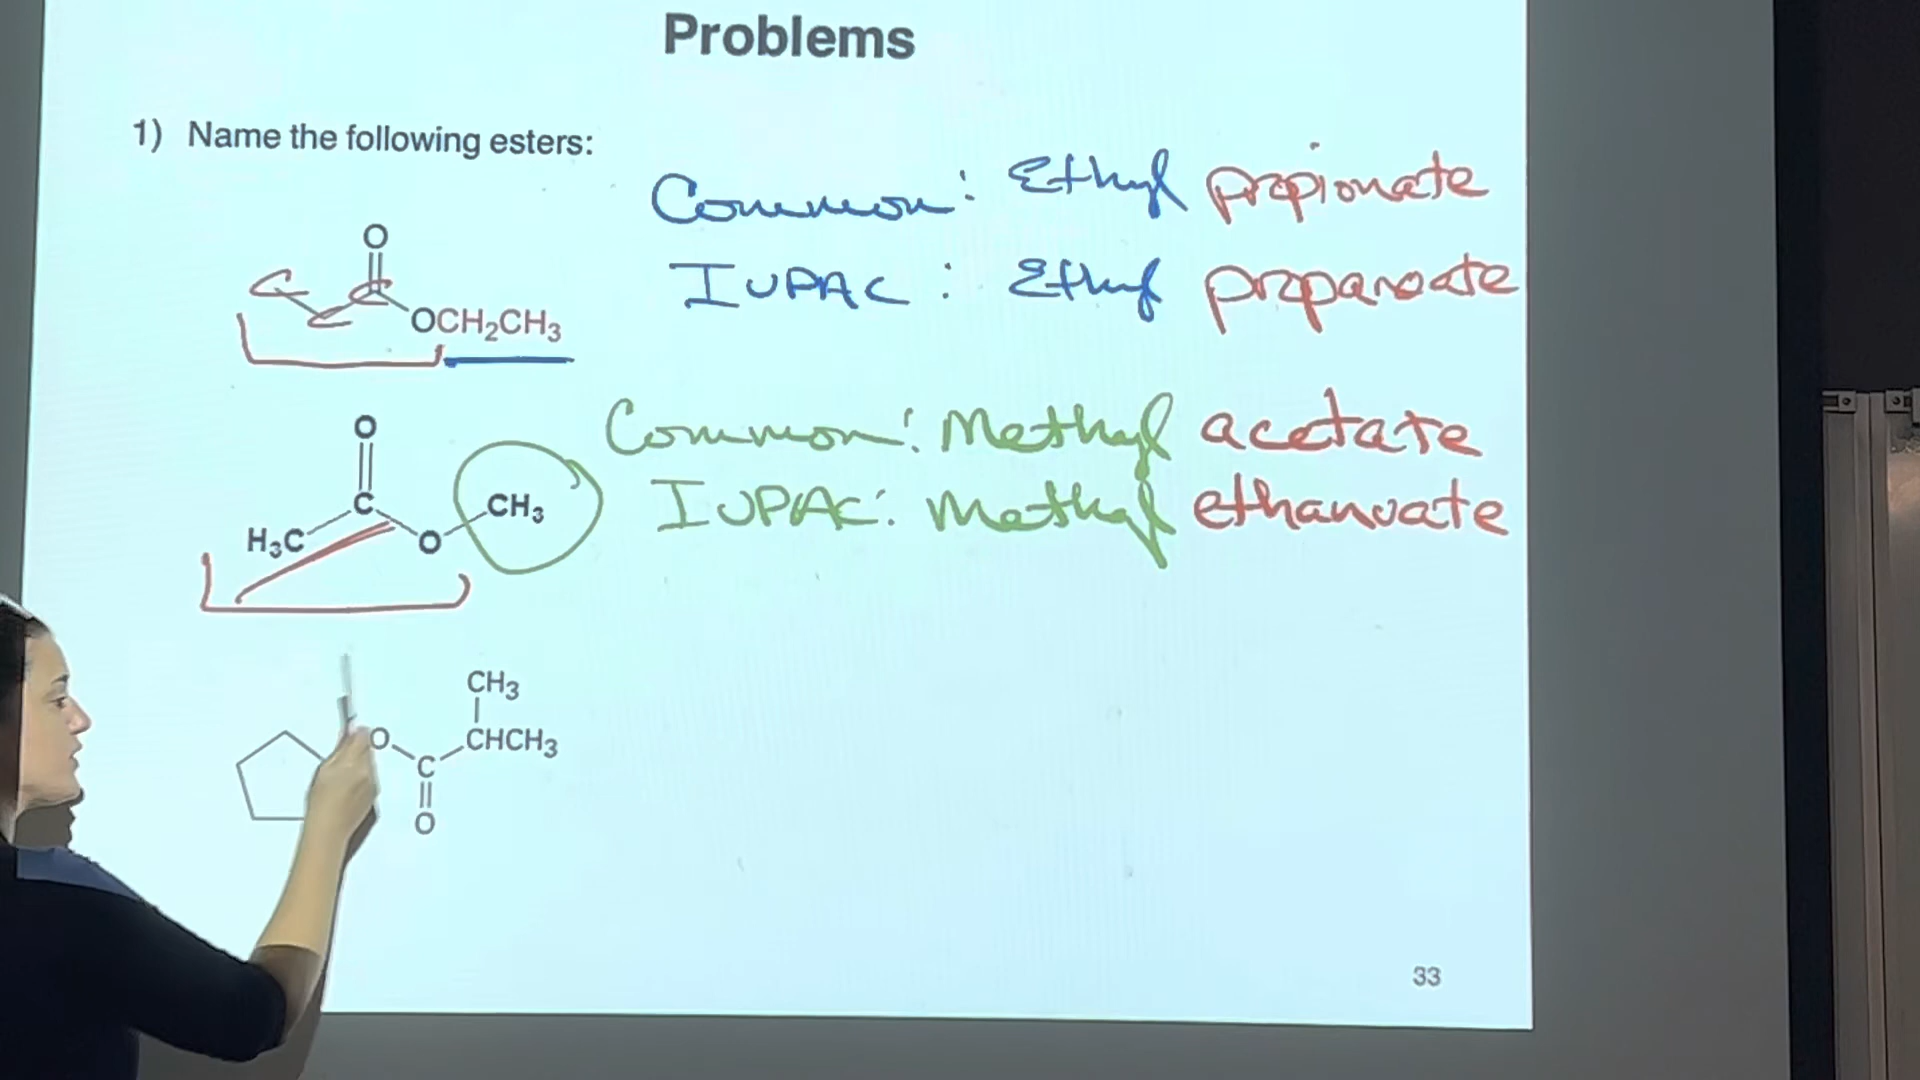 Problems
1) Name the following esters:
Common: Ethyl propionate
IUPAC: Ethyl propanoate
C C C
O
OCH2CH3
Common: Methyl acetate
IUPAC: Methyl ethanoate
O
C
H3C O CH3
CH3
O CHCH3
C
O
33